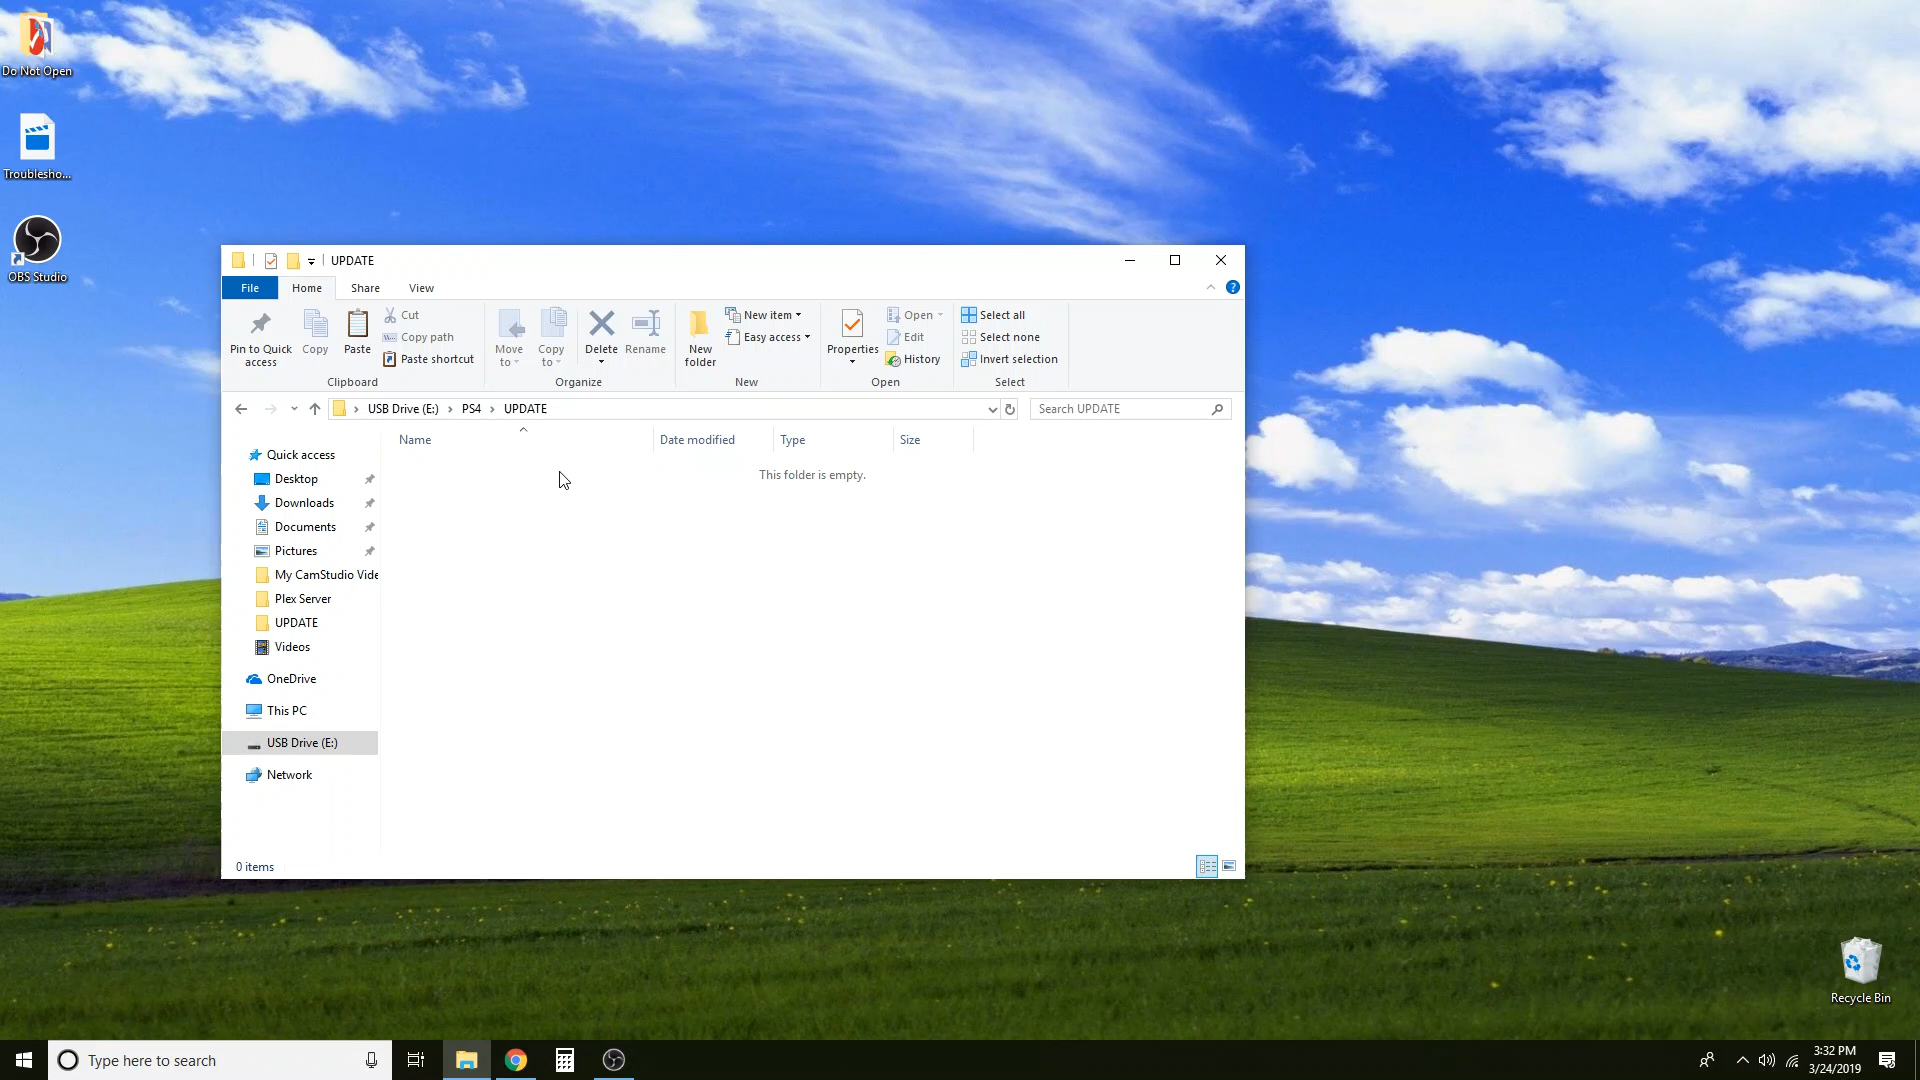 Do Not Open
Troublesho...
OBS Studio
UPDATE
File
Home
Share
View
Pin to Quick
access
Copy
Paste
Cut
Copy path
Paste shortcut
Clipboard
Move
to
Copy
to
Delete
Rename
Organize
New
folder
New item
Easy access
New
Properties
Open
Edit
History
Open
Select all
Select none
Invert selection
Select
USB Drive (E:)
PS4
UPDATE
Search UPDATE
Name
Date modified
Type
Size
This folder is empty.
Quick access
Desktop
Downloads
Documents
Pictures
My CamStudio Vide
Plex Server
UPDATE
Videos
OneDrive
This PC
USB Drive (E:)
Network
0 items
Recycle Bin
Type here to search
3:32 PM
3/24/2019